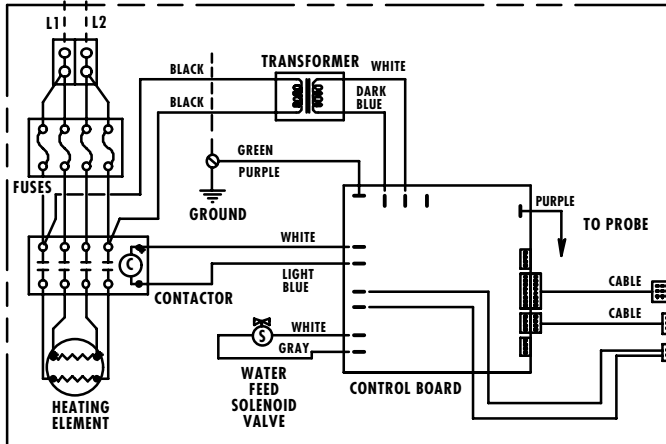 L1 L2
TRANSFORMER
BLACK
WHITE
BLACK
DARK
BLUE
GREEN
PURPLE
FUSES
GROUND
PURPLE
TO PROBE
WHITE
C
LIGHT
BLUE
CONTACTOR
CABLE
CABLE
WHITE
S
GRAY
WATER
FEED
SOLENOID
VALVE
CONTROL BOARD
HEATING
ELEMENT